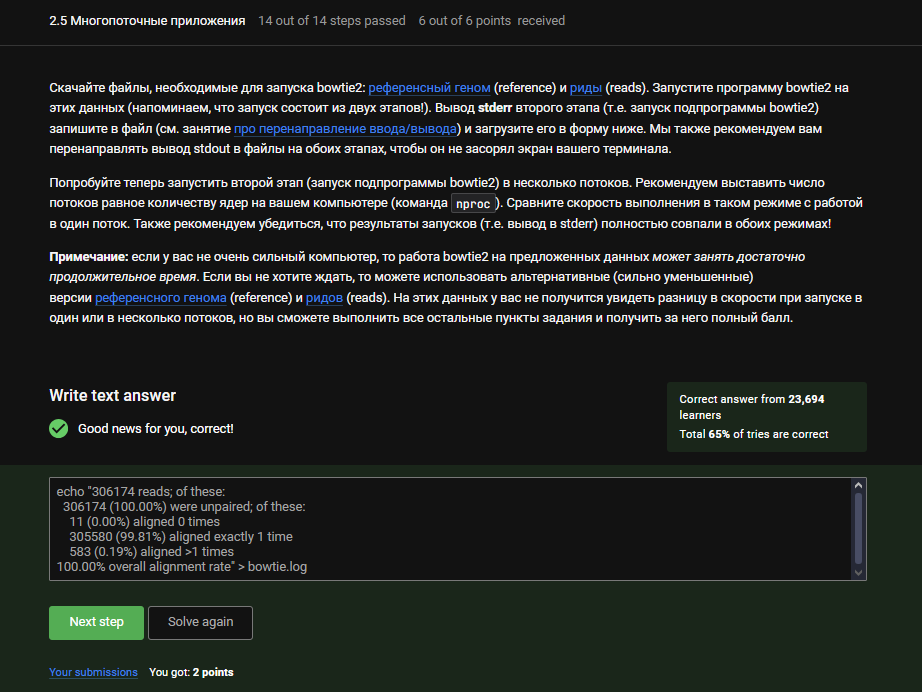 2.5 Многопоточные приложения 14 out of 14 steps passed 6 out of 6 points received
Скачайте файлы, необходимые для запуска bowtie2: референсный геном (reference) и риды (reads). Запустите программу bowtie2 на
этих данных (напоминаем, что запуск состоит из двух этапов!). Вывод stderr второго этапа (т.е. запуск подпрограммы bowtie2)
запишите в файл (см. занятие про перенаправление ввода/вывода) и загрузите его в форму ниже. Мы также рекомендуем вам
перенаправлять вывод stdout в файлы на обоих этапах, чтобы он не засорял экран вашего терминала.
Попробуйте теперь запустить второй этап (запуск подпрограммы bowtie2) в несколько потоков. Рекомендуем выставить число
потоков равное количеству ядер на вашем компьютере (команда nproc). Сравните скорость выполнения в таком режиме с работой
в один поток. Также рекомендуем убедиться, что результаты запусков (т.е. вывод в stderr) полностью совпали в обоих режимах!
Примечание: если у вас не очень сильный компьютер, то работа bowtie2 на предложенных данных может занять достаточно
продолжительное время. Если вы не хотите ждать, то можете использовать альтернативные (сильно уменьшенные)
версии референсного генома (reference) и ридов (reads). На этих данных у вас не получится увидеть разницу в скорости при запуске в
один или в несколько потоков, но вы сможете выполнить все остальные пункты задания и получить за него полный балл.
Write text answer
Good news for you, correct!
Correct answer from 23,694
learners
Total 65% of tries are correct
echo "306174 reads; of these:
306174 (100.00%) were unpaired; of these:
11 (0.00%) aligned 0 times
305580 (99.81%) aligned exactly 1 time
583 (0.19%) aligned >1 times
100.00% overall alignment rate" > bowtie.log
Next step Solve again
Your submissions You got: 2 points